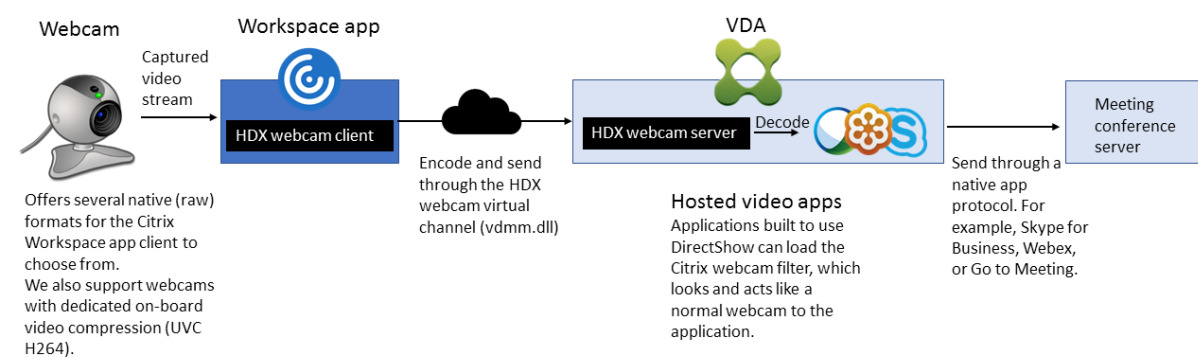 Webcam
Captured
video
stream
Offers several native (raw)
formats for the Citrix
Workspace app client to
choose from.
We also support webcams
with dedicated on-board
video compression (UVC
H264).
Workspace app
HDX webcam client
Encode and send
through the HDX
webcam virtual
channel (vdmm.dll)
VDA
HDX webcam server
Decode
S
Hosted video apps
Applications built to use
DirectShow can load the
Citrix webcam filter, which
looks and acts like a
normal webcam to the
application.
Send through a
native app
protocol. For
example, Skype for
Business, Webex,
or Go to Meeting.
Meeting
conference
server